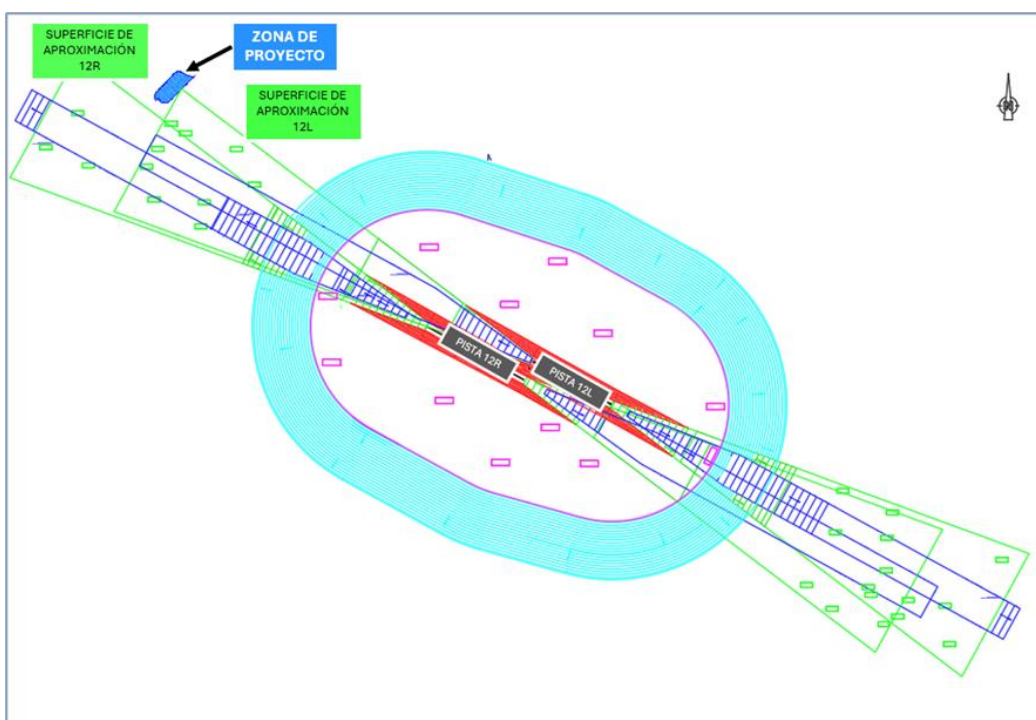 SUPERFICIE DE
APROXIMACIÓN
12R
ZONA DE
PROYECTO
SUPERFICIE DE
APROXIMACIÓN
12L
PISTA 12R
PISTA 12L